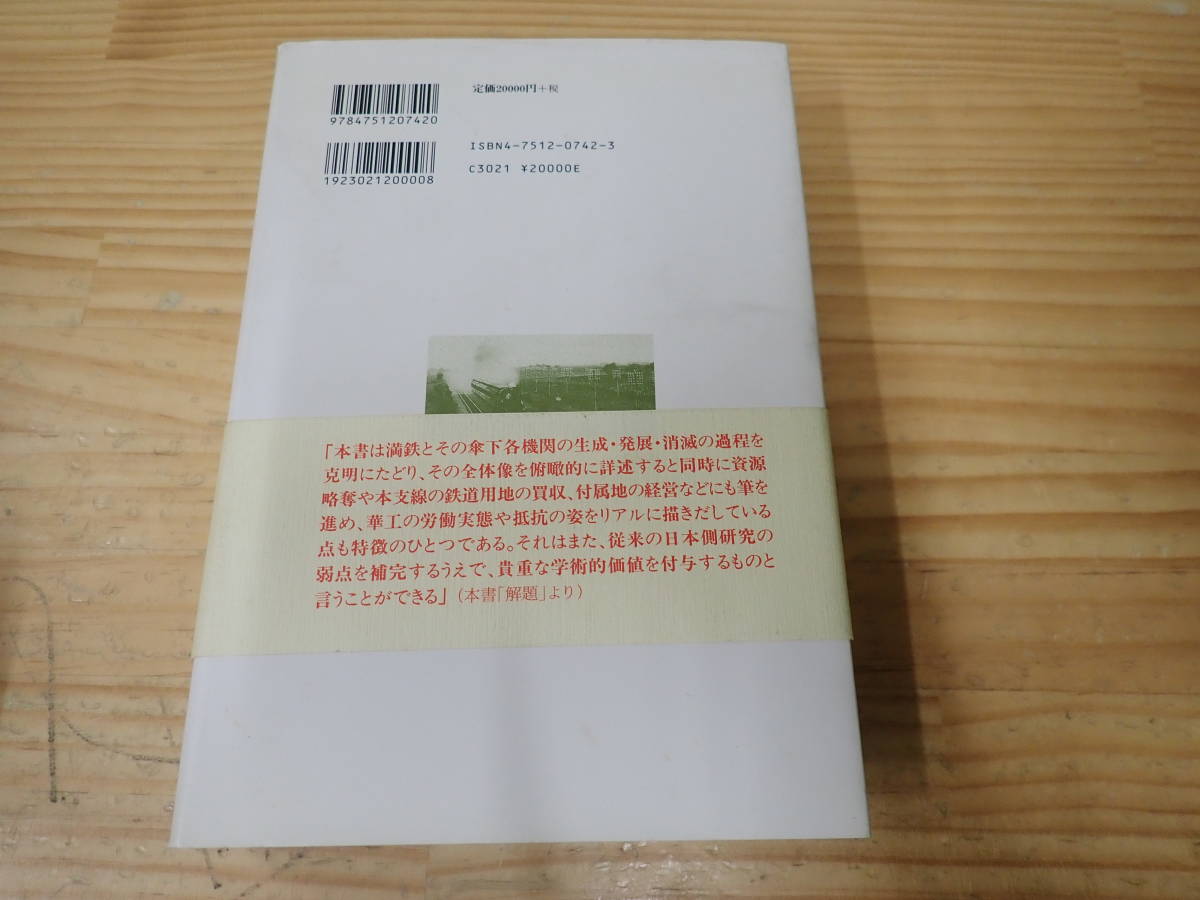 定価20000円+税
9784751207420
ISBN4-7512-0742-3
C3021 ¥20000E
1923021200008
「本書は満鉄とその傘下各機関の生成・発展・消滅の過程を
克明にたどり、その全体像を俯瞰的に詳述すると同時に資源
略奪や本支線の鉄道用地の買収、付属地の経営などにも筆を
進め、華工の労働実態や抵抗の姿をリアルに描きだしている
点も特徴のひとつである。それはまた、従来の日本側研究の
弱点を補完するうえで、貴重な学術的価値を付与するものと
言うことができる」(本書「解題」より)